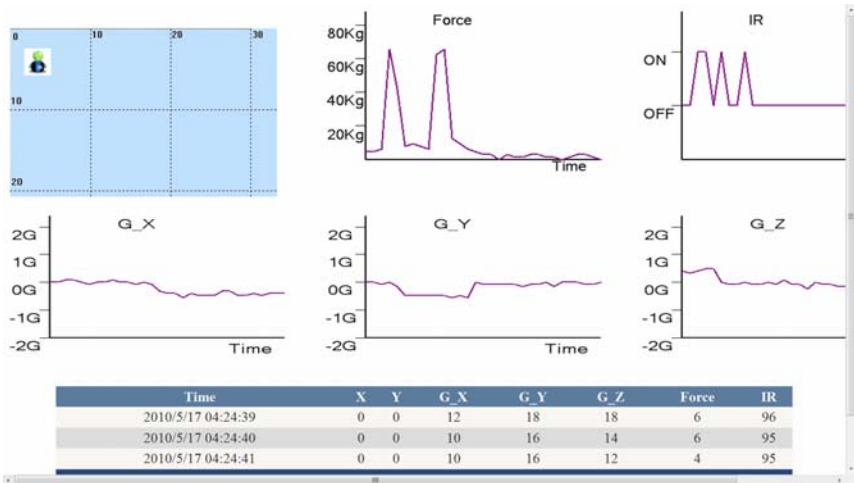 0 10 20 30
10
20
Force
80Kg
60Kg
40Kg
20Kg
Time
IR
ON
OFF
G_X
2G
1G
0G
-1G
-2G
Time
G_Y
2G
1G
0G
-1G
-2G
Time
G_Z
2G
1G
0G
-1G
-2G
Time X Y G_X G_Y G_Z Force IR
2010/5/17 04:24:39 0 0 12 18 18 6 96
2010/5/17 04:24:40 0 0 10 16 14 6 95
2010/5/17 04:24:41 0 0 10 16 12 4 95